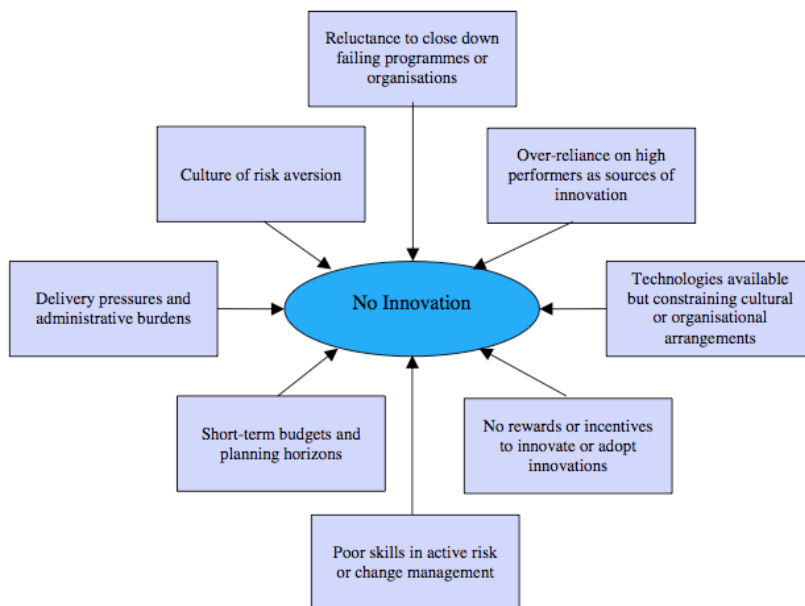 Reluctance to close down
failing programmes or
organisations
Culture of risk aversion
Over-reliance on high
performers as sources of
innovation
Delivery pressures and
administrative burdens
No Innovation
Technologies available
but constraining cultural
or organisational
arrangements
Short-term budgets and
planning horizons
No rewards or incentives
to innovate or adopt
innovations
Poor skills in active risk
or change management